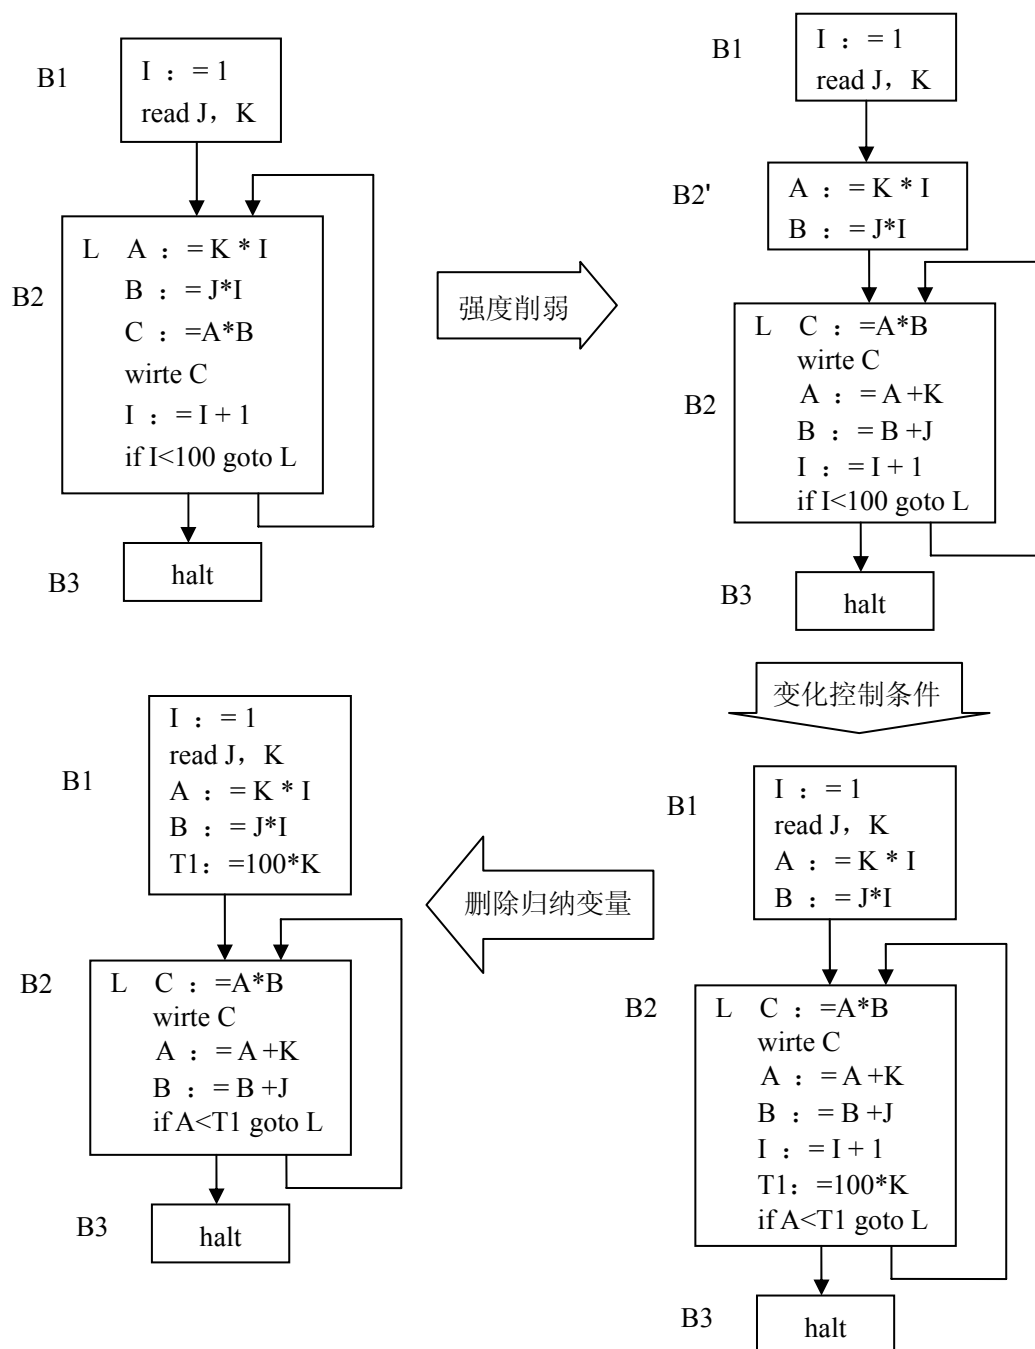 B1
I ：= 1
read J，K
B2
L A ：= K * I
B ：= J*I
C ：=A*B
wirte C
I ：= I + 1
if I<100 goto L
B3
halt
强度削弱
B1
I ：= 1
read J，K
B2'
A ：= K * I
B ：= J*I
B2
L C ：=A*B
wirte C
A ：= A +K
B ：= B +J
I ：= I + 1
if I<100 goto L
B3
halt
变化控制条件
B1
I ：= 1
read J，K
A ：= K * I
B ：= J*I
B2
L C ：=A*B
wirte C
A ：= A +K
B ：= B +J
I ：= I + 1
T1：=100*K
if A<T1 goto L
B3
halt
删除归纳变量
B1
I ：= 1
read J，K
A ：= K * I
B ：= J*I
T1：=100*K
B2
L C ：=A*B
wirte C
A ：= A +K
B ：= B +J
if A<T1 goto L
B3
halt